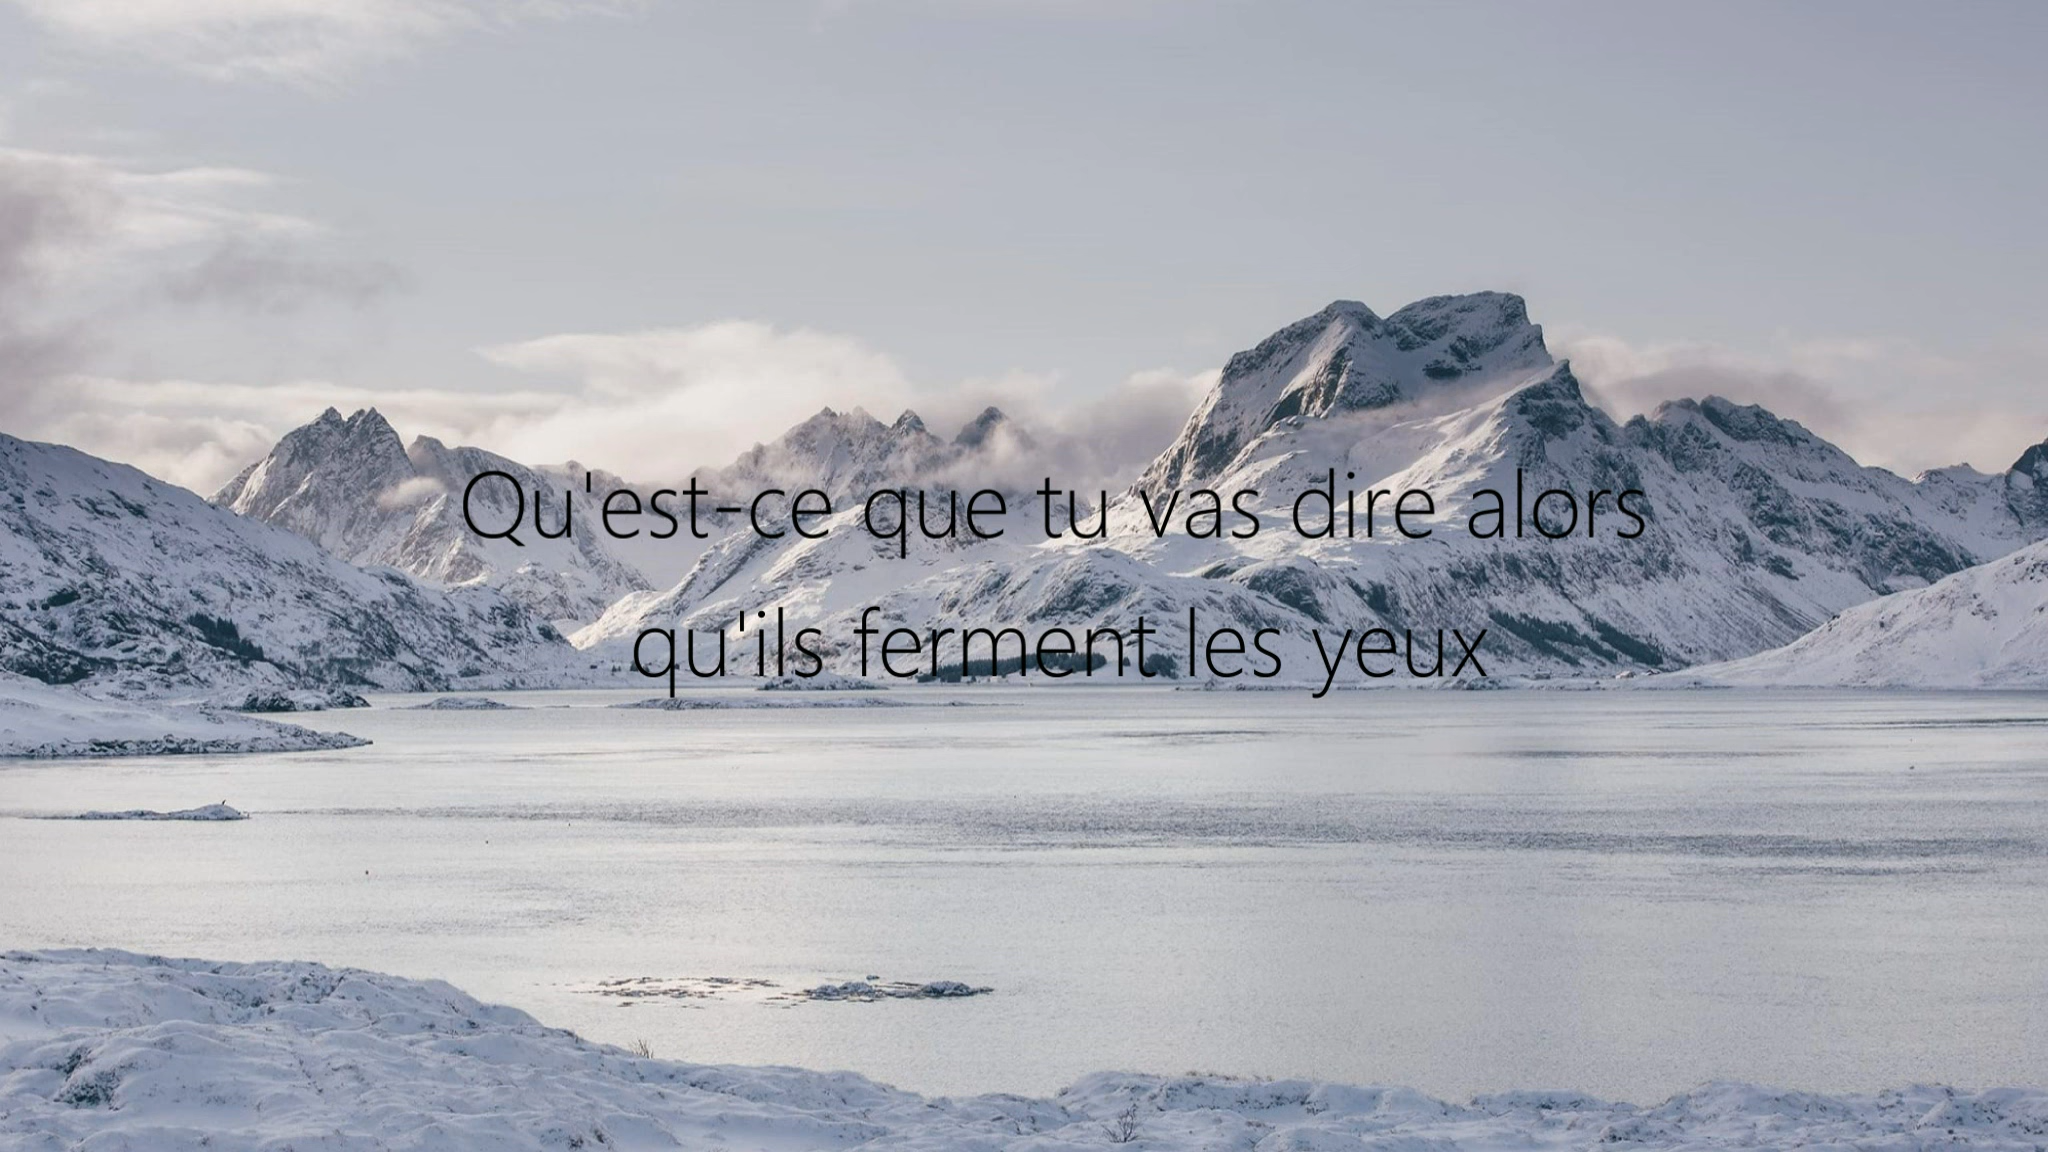 Qu'est-ce que tu vas dire alors
qu'ils ferment les yeux